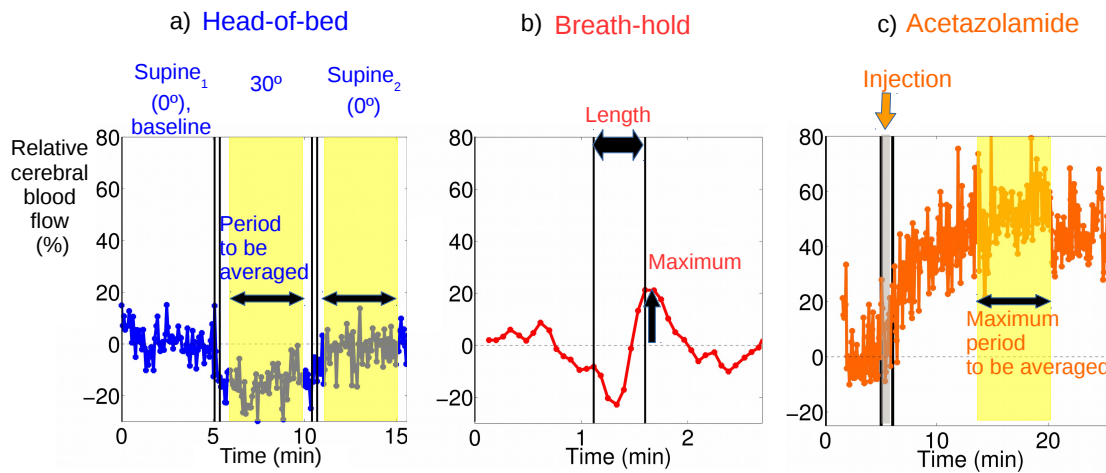 a) Head-of-bed
Supine1
(0º),
baseline
30º
Supine2
(0º)
Relative
cerebral
blood
flow
(%)
80
60
40
20
0
−20
Period
to be
averaged
0
5
10
15
Time (min)
b) Breath-hold
Length
Maximum
80
60
40
20
0
−20
0
1
2
Time (min)
c) Acetazolamide
Injection
80
60
40
20
0
−20
Maximum
period
to be averaged
0
10
20
Time (min)